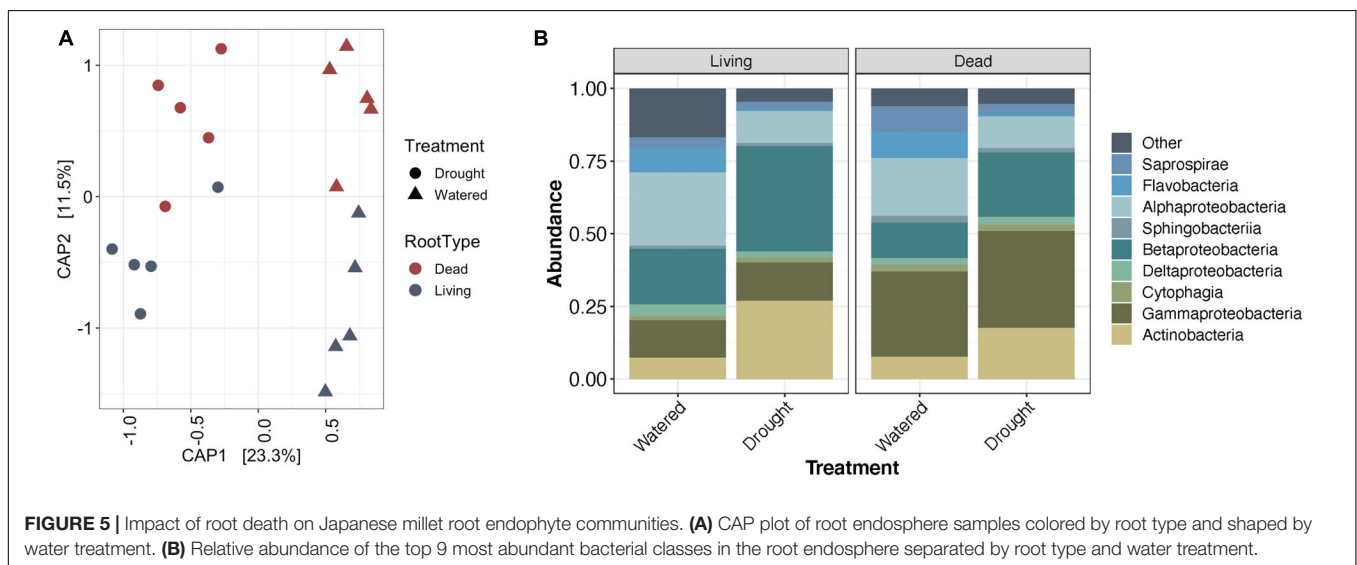 A
1
0
-1
CAP2 [11.5%]
-1.0
-0.5
0.0
0.5
CAP1 [23.3%]
Treatment
Drought
Watered
RootType
Dead
Living
B
Living
Dead
1.00
0.75
0.50
0.25
0.00
Abundance
Watered
Drought
Watered
Drought
Treatment
Other
Saprospirae
Flavobacteria
Alphaproteobacteria
Sphingobacteriia
Betaproteobacteria
Deltaproteobacteria
Cytophagia
Gammaproteobacteria
Actinobacteria
FIGURE 5 | Impact of root death on Japanese millet root endophyte communities. (A) CAP plot of root endosphere samples colored by root type and shaped by
water treatment. (B) Relative abundance of the top 9 most abundant bacterial classes in the root endosphere separated by root type and water treatment.